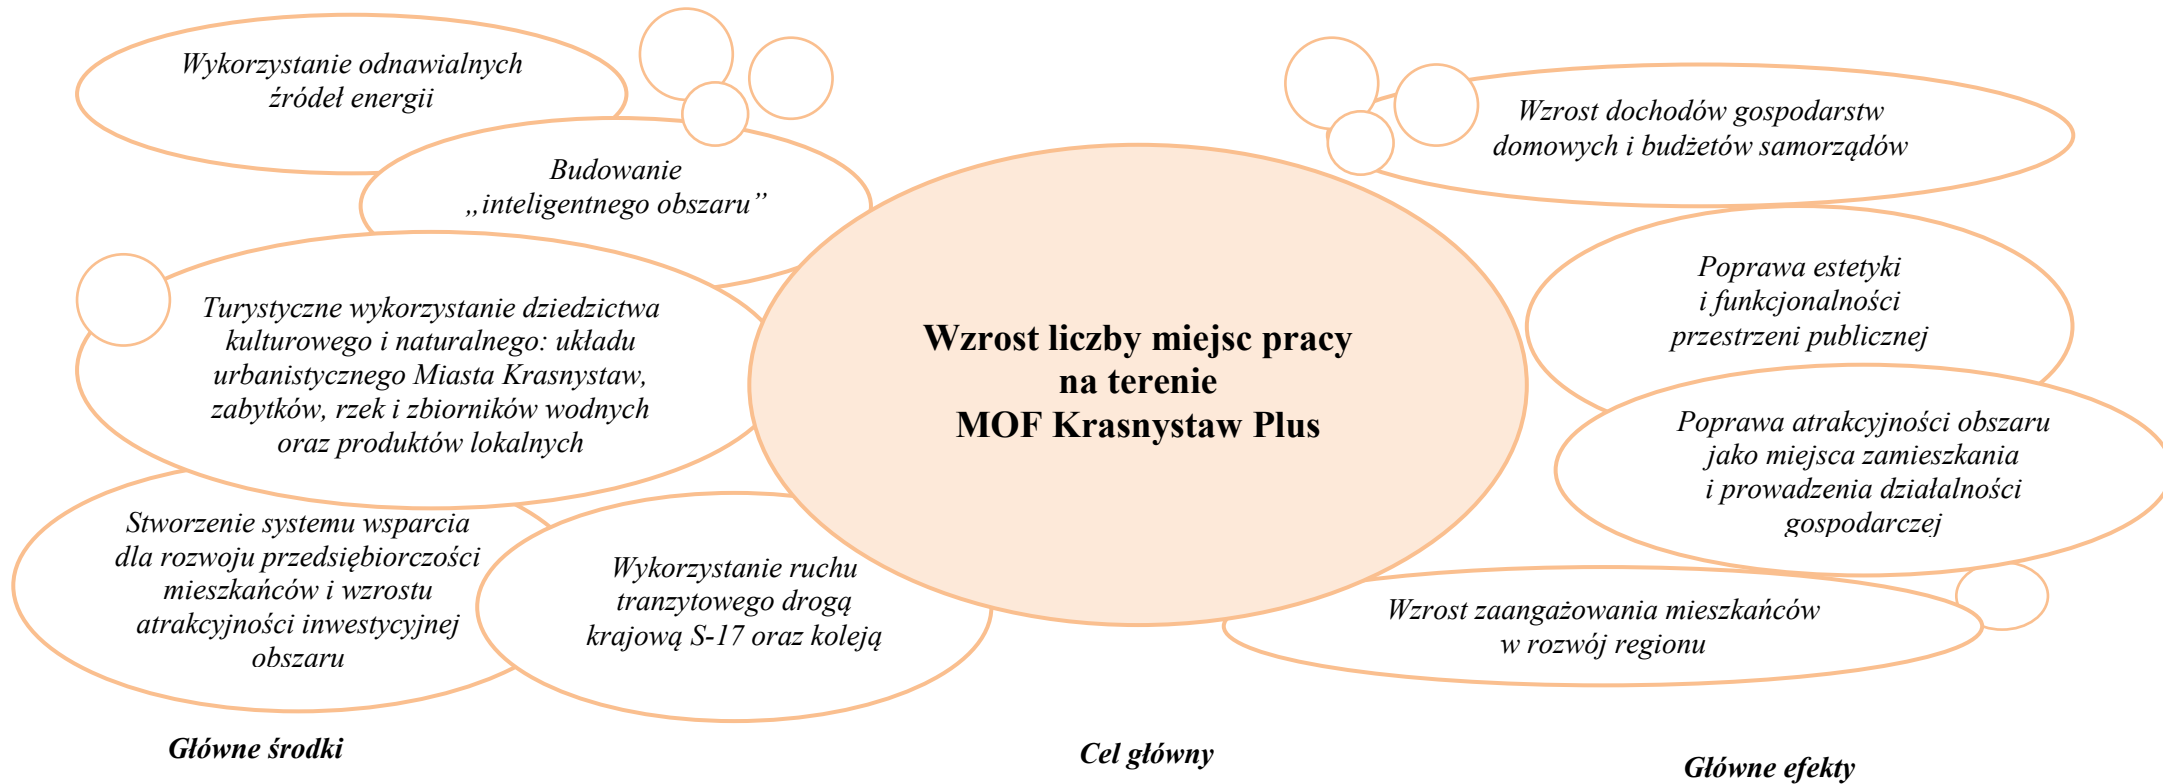 Wykorzystanie odnawialnych
źródeł energii
Budowanie
„inteligentnego obszaru”
Turystyczne wykorzystanie dziedzictwa
kulturowego i naturalnego: układu
urbanistycznego Miasta Krasnystaw,
zabytków, rzek i zbiorników wodnych
oraz produktów lokalnych
Stworzenie systemu wsparcia
dla rozwoju przedsiębiorczości
mieszkańców i wzrostu
atrakcyjności inwestycyjnej
obszaru
Wykorzystanie ruchu
tranzytowego drogą
krajową S-17 oraz koleją
Główne środki
Wzrost liczby miejsc pracy
na terenie
MOF Krasnystaw Plus
Cel główny
Wzrost dochodów gospodarstw
domowych i budżetów samorządów
Poprawa estetyki
i funkcjonalności
przestrzeni publicznej
Poprawa atrakcyjności obszaru
jako miejsca zamieszkania
i prowadzenia działalności
gospodarczej
Wzrost zaangażowania mieszkańców
w rozwój regionu
Główne efekty